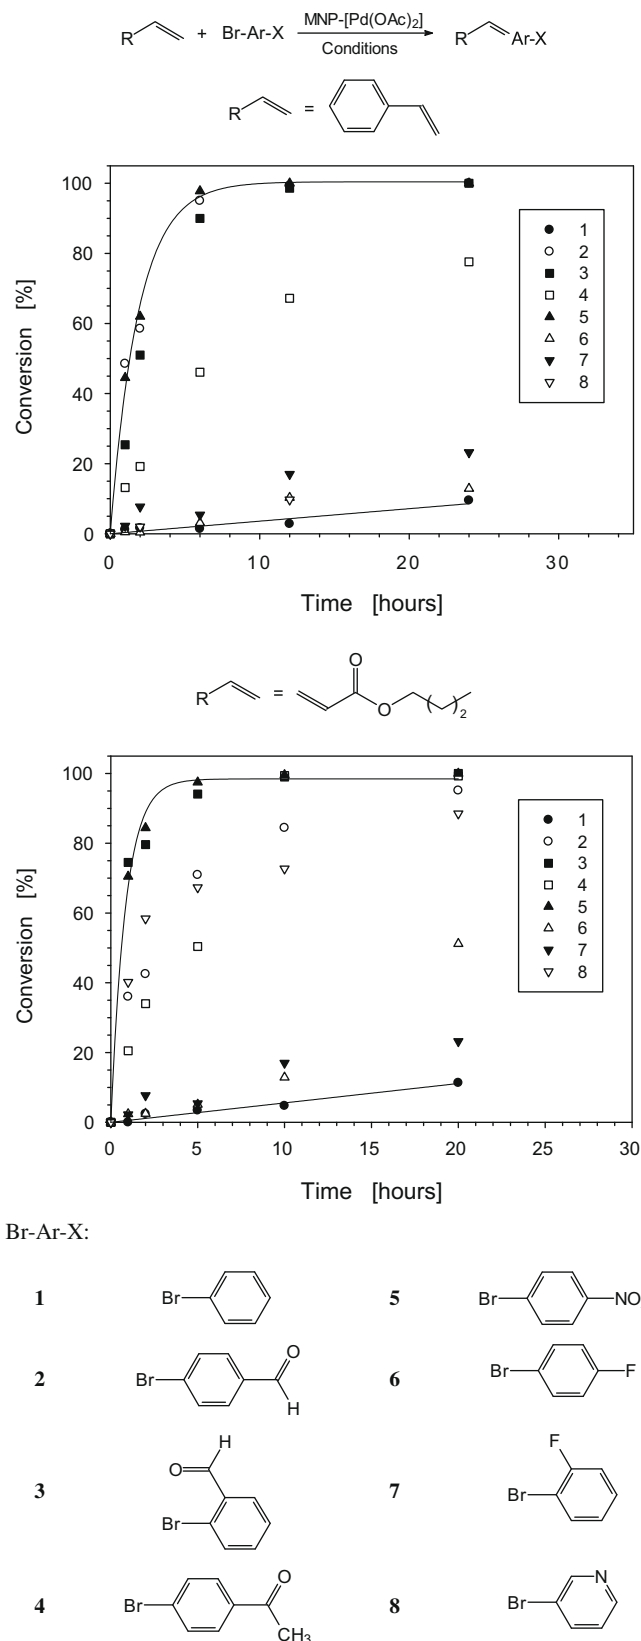 R + Br-Ar-X MNP-[Pd(OAc)2] Conditions R Ar-X
R =
100
80
60
40
20
0
Conversion [%]
1
2
3
4
5
6
7
8
0 10 20 30
Time [hours]
R = O O ( )2
100
80
60
40
20
0
Conversion [%]
1
2
3
4
5
6
7
8
0 5 10 15 20 25 30
Time [hours]
Br-Ar-X:
1 Br 5 Br NO
2 Br O H 6 Br F
3 H O Br 7 F Br
4 Br O CH3 8 N Br